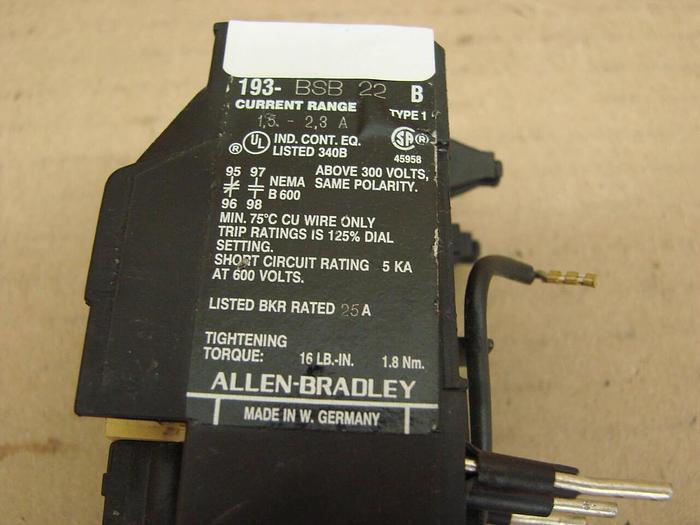 193- BSB 22 B
CURRENT RANGE TYPE 1
1,5 - 2,3 A
® UL IND. CONT. EQ. SA ®
LISTED 340B 45958
95 97 ABOVE 300 VOLTS,
NEMA SAME POLARITY.
B 600
96 98
MIN. 75°C CU WIRE ONLY
TRIP RATINGS IS 125% DIAL
SETTING.
SHORT CIRCUIT RATING 5 KA
AT 600 VOLTS.
LISTED BKR RATED 25 A
TIGHTENING
TORQUE: 16 LB.-IN. 1.8 Nm.
ALLEN-BRADLEY
MADE IN W. GERMANY